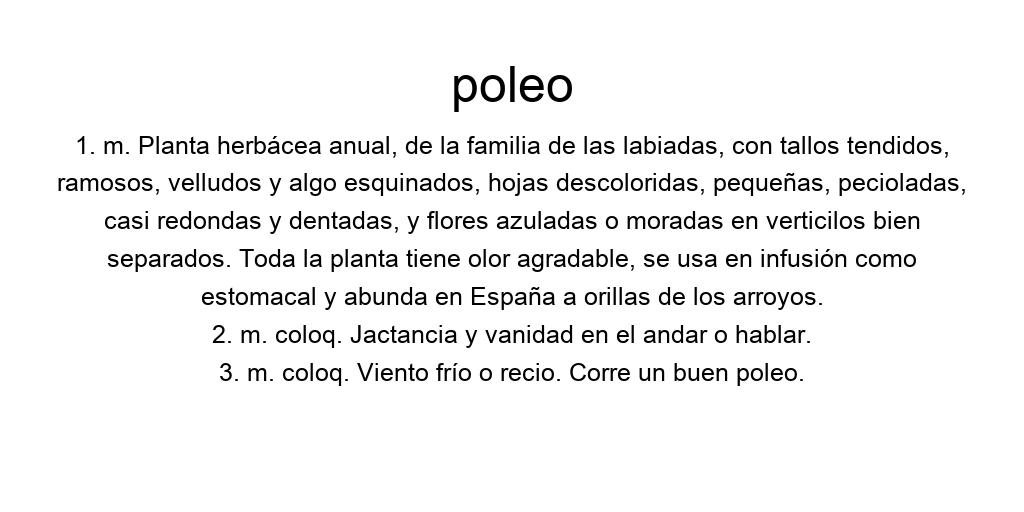 poleo
1. m. Planta herbácea anual, de la familia de las labiadas, con tallos tendidos,
ramosos, velludos y algo esquinados, hojas descoloridas, pequeñas, pecioladas,
casi redondas y dentadas, y flores azuladas o moradas en verticilos bien
separados. Toda la planta tiene olor agradable, se usa en infusión como
estomacal y abunda en España a orillas de los arroyos.
2. m. coloq. Jactancia y vanidad en el andar o hablar.
3. m. coloq. Viento frío o recio. Corre un buen poleo.